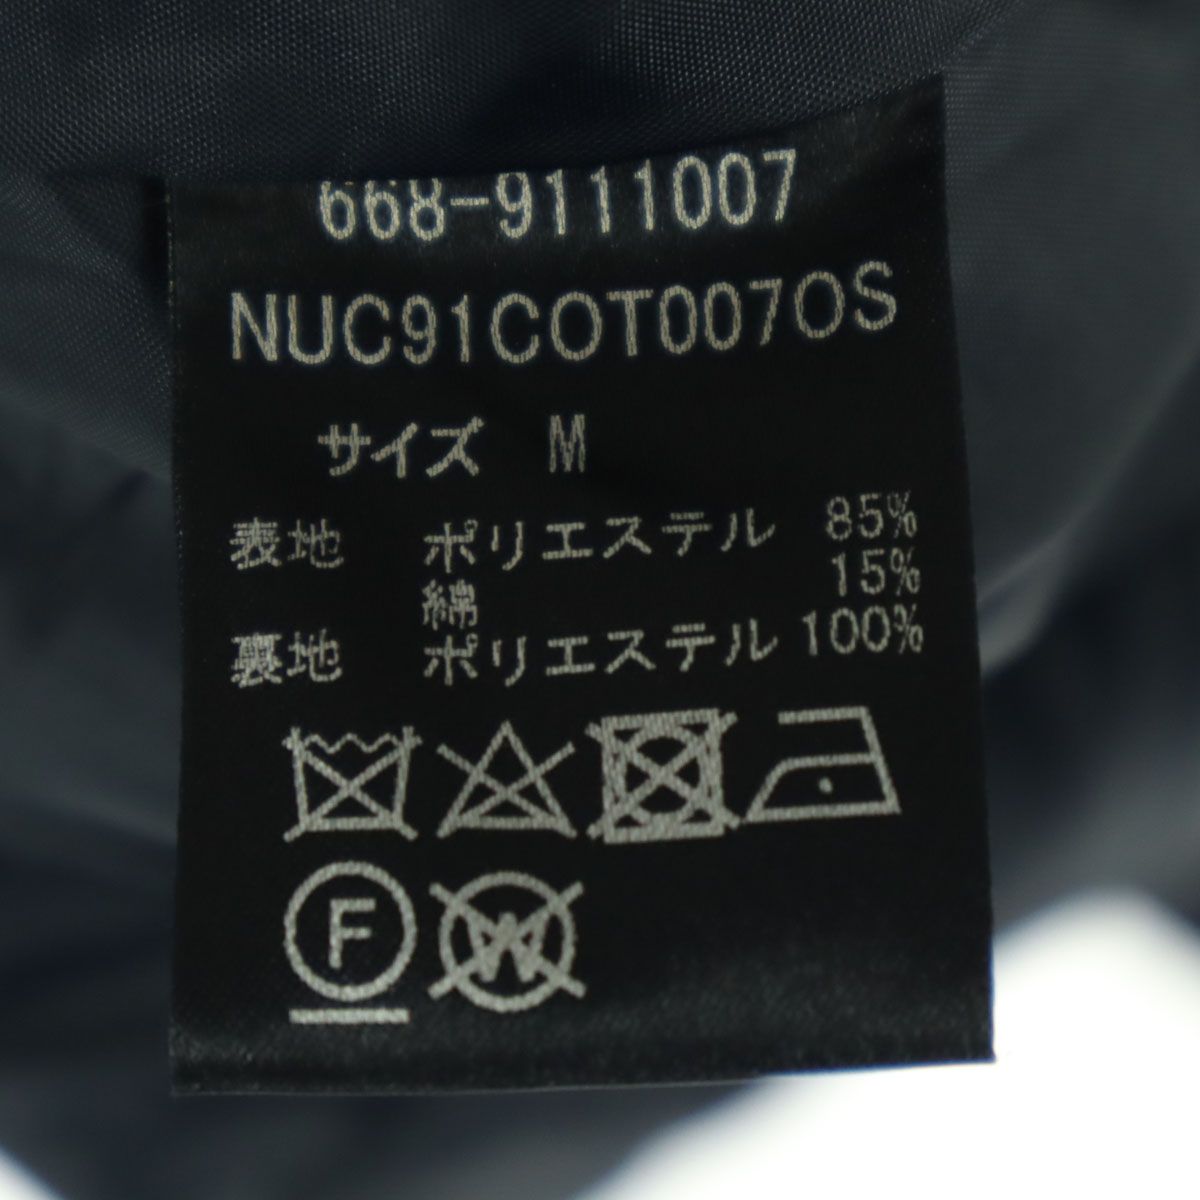 668-9111007
NUC91COT007OS
サイズ M
表地 ポリエステル 85%
綿 15%
裏地 ポリエステル 100%
F W